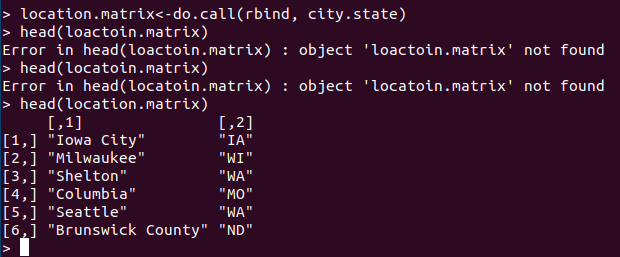 > location.matrix<-do.call(rbind, city.state)
> head(loactoin.matrix)
Error in head(loactoin.matrix) : object 'loactoin.matrix' not found
> head(locatoin.matrix)
Error in head(locatoin.matrix) : object 'locatoin.matrix' not found
> head(location.matrix)
     [,1]               [,2]
[1,] "Iowa City"        "IA"
[2,] "Milwaukee"        "WI"
[3,] "Shelton"          "WA"
[4,] "Columbia"         "MO"
[5,] "Seattle"          "WA"
[6,] "Brunswick County" "ND"
>